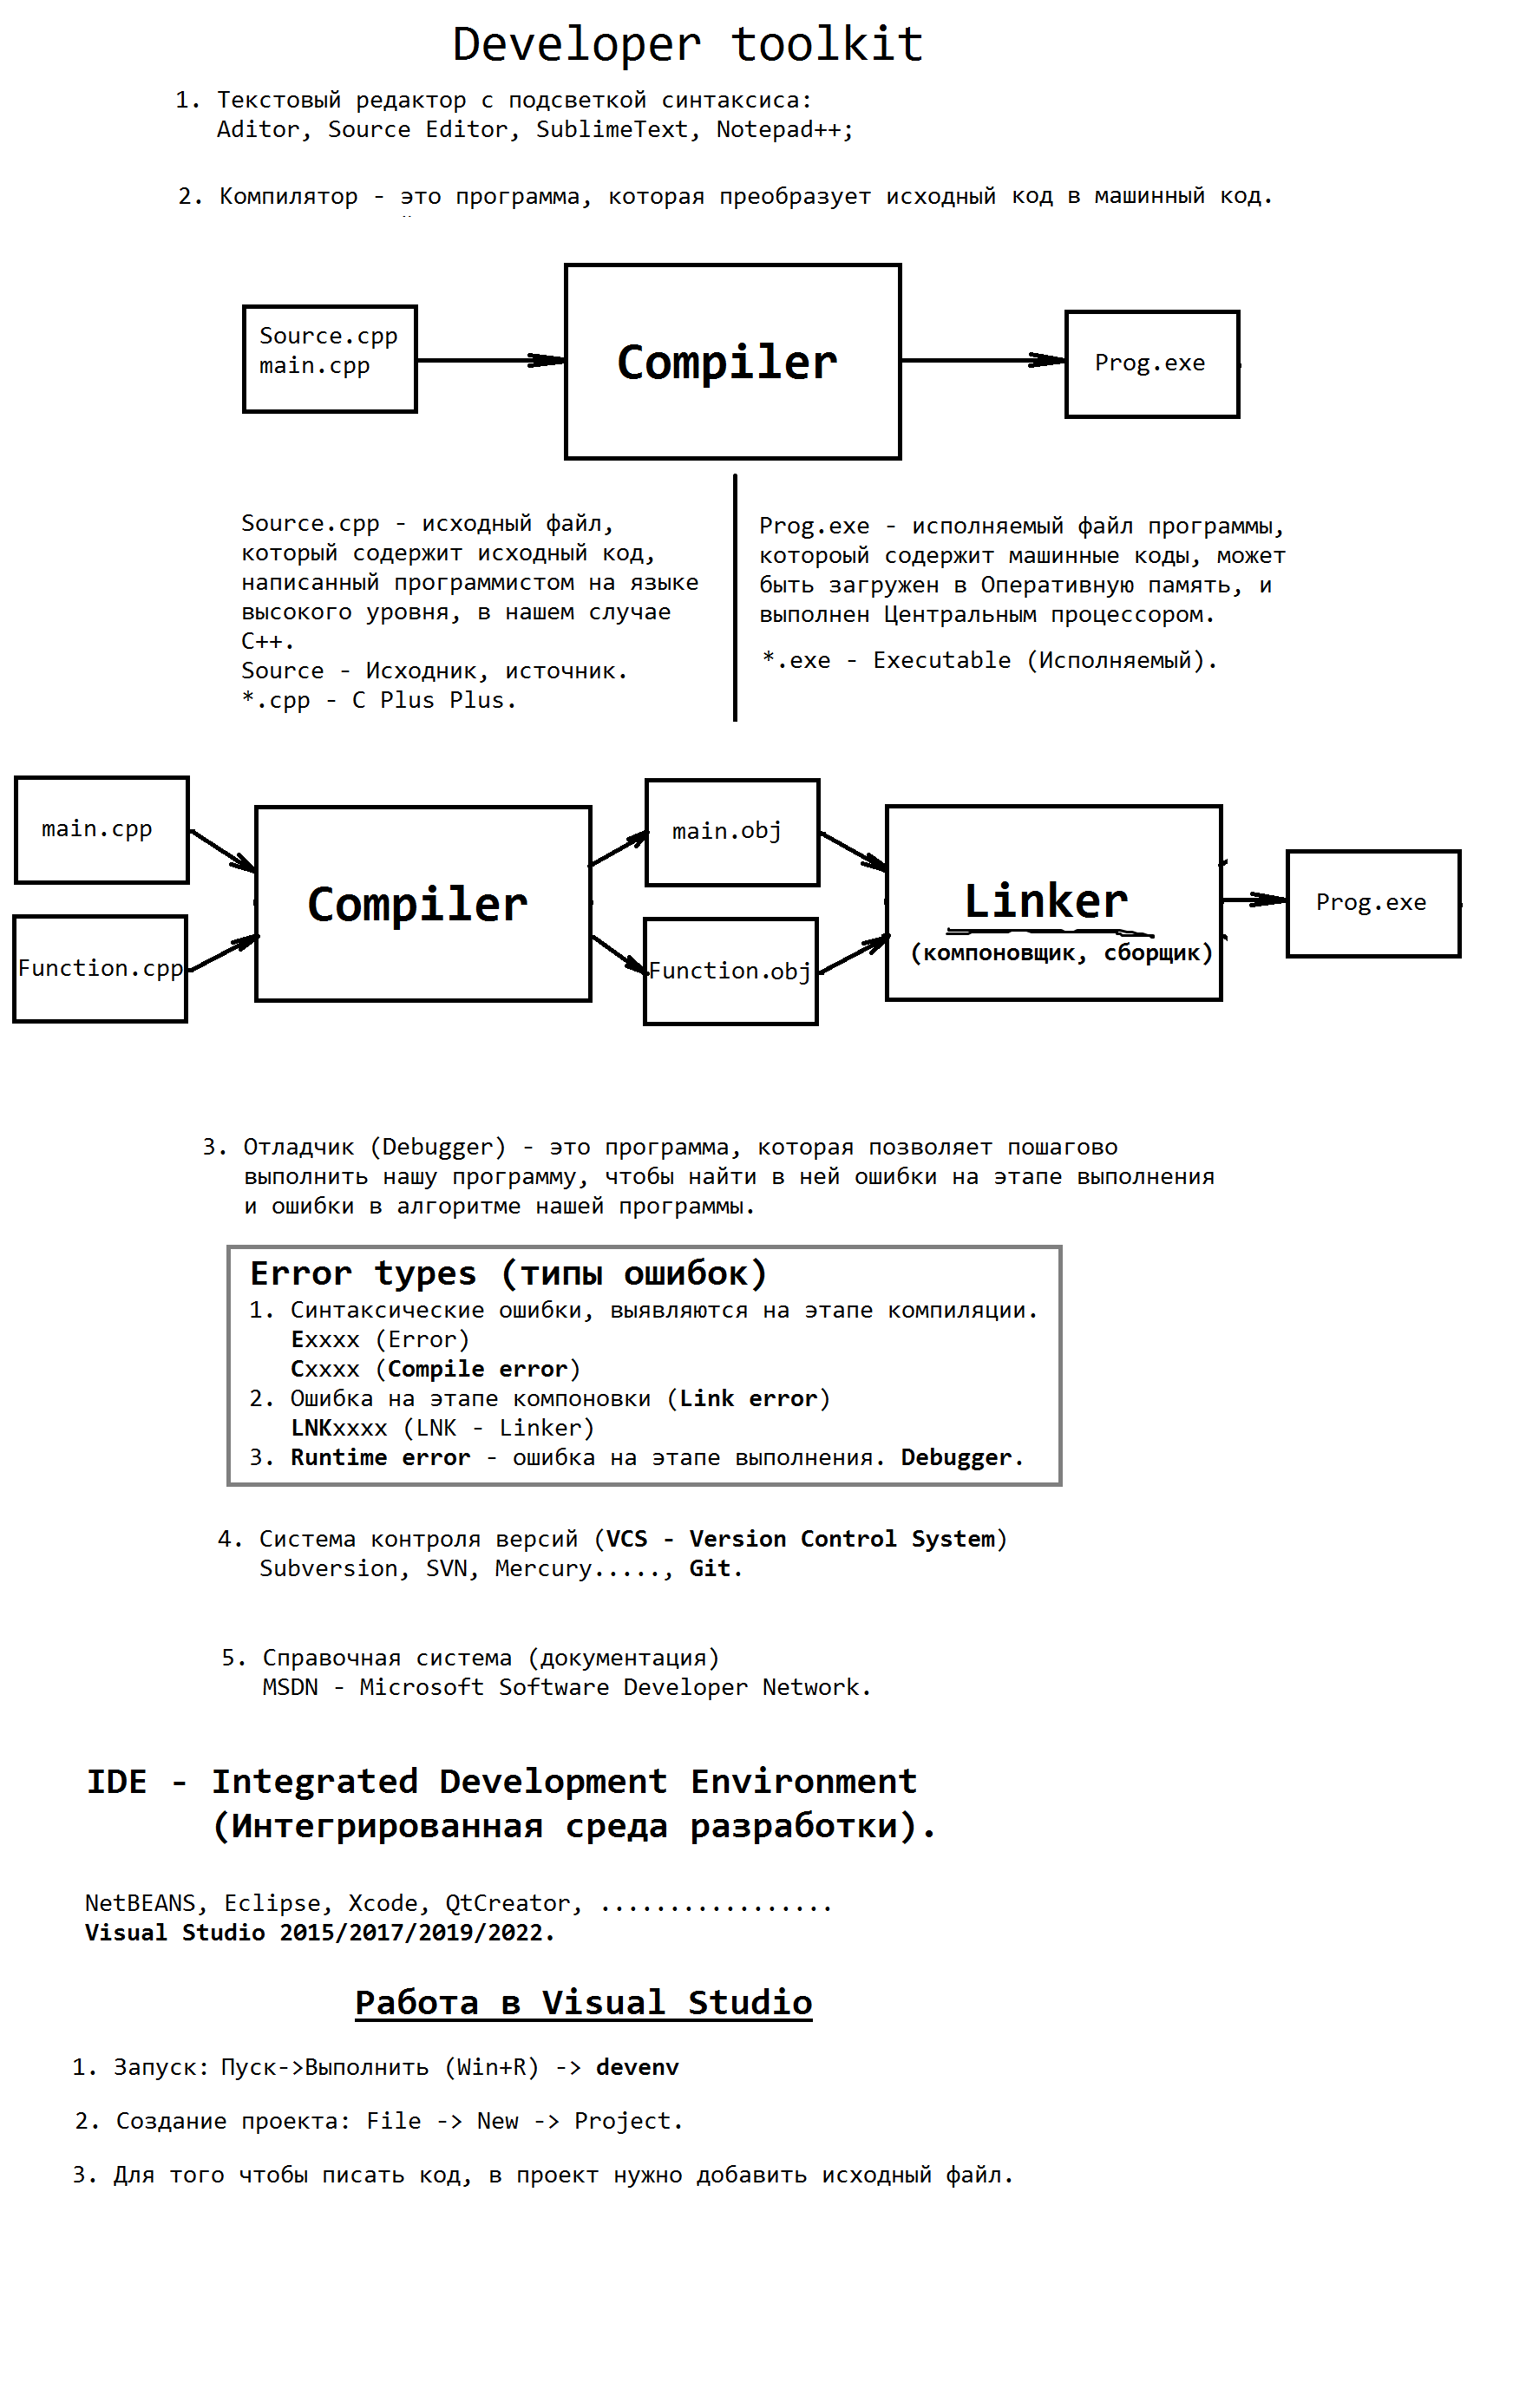 Developer toolkit
1. Текстовый редактор с подсветкой синтаксиса:
Aditor, Source Editor, SublimeText, Notepad++;
2. Компилятор - это программа, которая преобразует исходный код в машинный код.
Source.cpp
main.cpp
Compiler
Prog.exe
Source.cpp - исходный файл,
который содержит исходный код,
написанный программистом на языке
высокого уровня, в нашем случае
C++.
Source - Исходник, источник.
*.cpp - C Plus Plus.
Prog.exe - исполняемый файл программы,
котороый содержит машинные коды, может
быть загружен в Оперативную память, и
выполнен Центральным процессором.
*.exe - Executable (Исполняемый).
main.cpp
Function.cpp
Compiler
main.obj
Function.obj
Linker
(компоновщик, сборщик)
Prog.exe
3. Отладчик (Debugger) - это программа, которая позволяет пошагово
выполнить нашу программу, чтобы найти в ней ошибки на этапе выполнения
и ошибки в алгоритме нашей программы.
Error types (типы ошибок)
1. Синтаксические ошибки, выявляются на этапе компиляции.
Exxxx (Error)
Cxxxx (Compile error)
2. Ошибка на этапе компоновки (Link error)
LNKxxxx (LNK - Linker)
3. Runtime error - ошибка на этапе выполнения. Debugger.
4. Система контроля версий (VCS - Version Control System)
Subversion, SVN, Mercury....., Git.
5. Справочная система (документация)
MSDN - Microsoft Software Developer Network.
IDE - Integrated Development Environment
(Интегрированная среда разработки).
NetBEANS, Eclipse, Xcode, QtCreator, .................
Visual Studio 2015/2017/2019/2022.
Работа в Visual Studio
1. Запуск: Пуск->Выполнить (Win+R) -> devenv
2. Создание проекта: File -> New -> Project.
3. Для того чтобы писать код, в проект нужно добавить исходный файл.